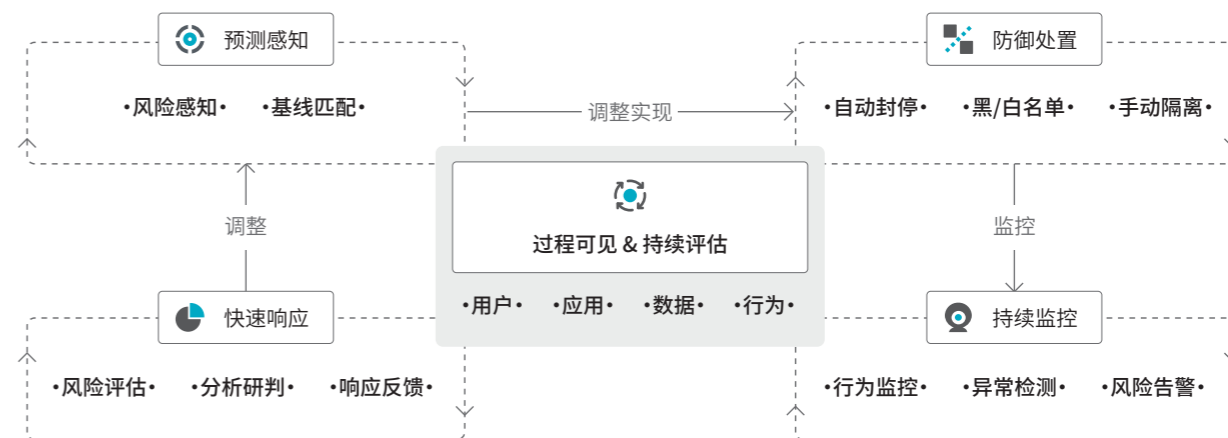 预测感知
防御处置
•风险感知• •基线匹配•
调整实现
•自动封停• •黑/白名单• •手动隔离•
过程可见 & 持续评估
调整
监控
•用户• •应用• •数据• •行为•
快速响应
持续监控
•风险评估• •分析研判• •响应反馈•
•行为监控• •异常检测• •风险告警•